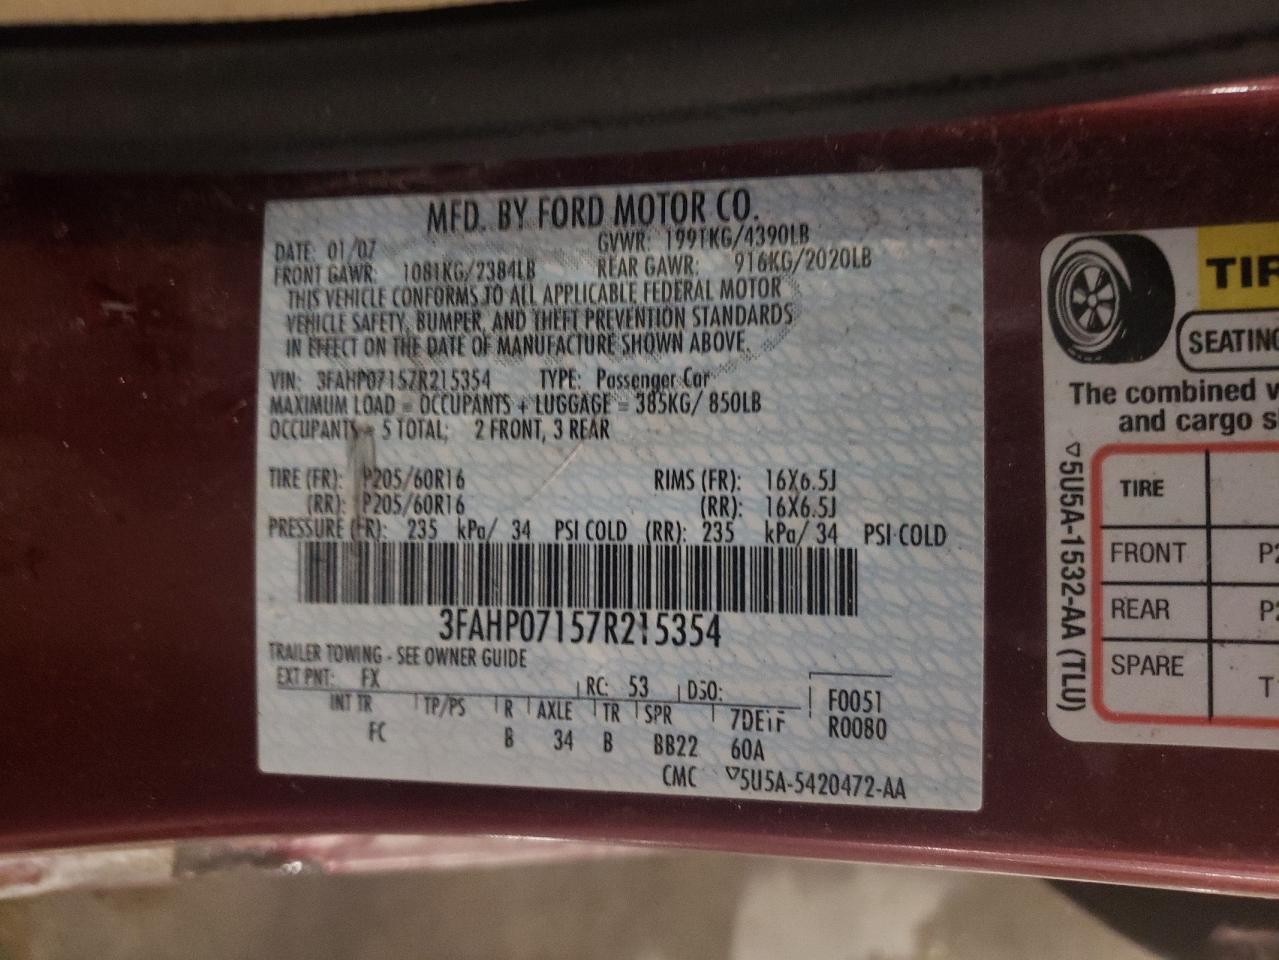 MFD. BY FORD MOTOR CO.
DATE: 01/07 GVWR: 1991KG/4390LB
FRONT GAWR: 1081KG/2384LB REAR GAWR: 916KG/2020LB
THIS VEHICLE CONFORMS TO ALL APPLICABLE FEDERAL MOTOR
VEHICLE SAFETY, BUMPER, AND THEFT PREVENTION STANDARDS
IN EFFECT ON THE DATE OF MANUFACTURE SHOWN ABOVE.
VIN: 3FAHP07157R215354 TYPE: Passenger Car
MAXIMUM LOAD = OCCUPANTS + LUGGAGE = 385KG/ 850LB
OCCUPANTS = 5 TOTAL; 2 FRONT, 3 REAR
TIRE (FR): P205/60R16 RIMS (FR): 16X6.5J
(RR): P205/60R16 (RR): 16X6.5J
PRESSURE (FR): 235 kPa/ 34 PSI COLD (RR): 235 kPa/ 34 PSI COLD
3FAHP07157R215354
TRAILER TOWING - SEE OWNER GUIDE
EXT PNT: FX RC: 53 DSO: F0051
INT TR TP/PS R AXLE TR SPR R0080
FC B 34 B BB22 60A
CMC ▽5U5A-5420472-AA
TIR
SEATING
The combined
and cargo
▽5U5A-1532-AA (TLU)
TIRE
FRONT P2
REAR P2
SPARE T